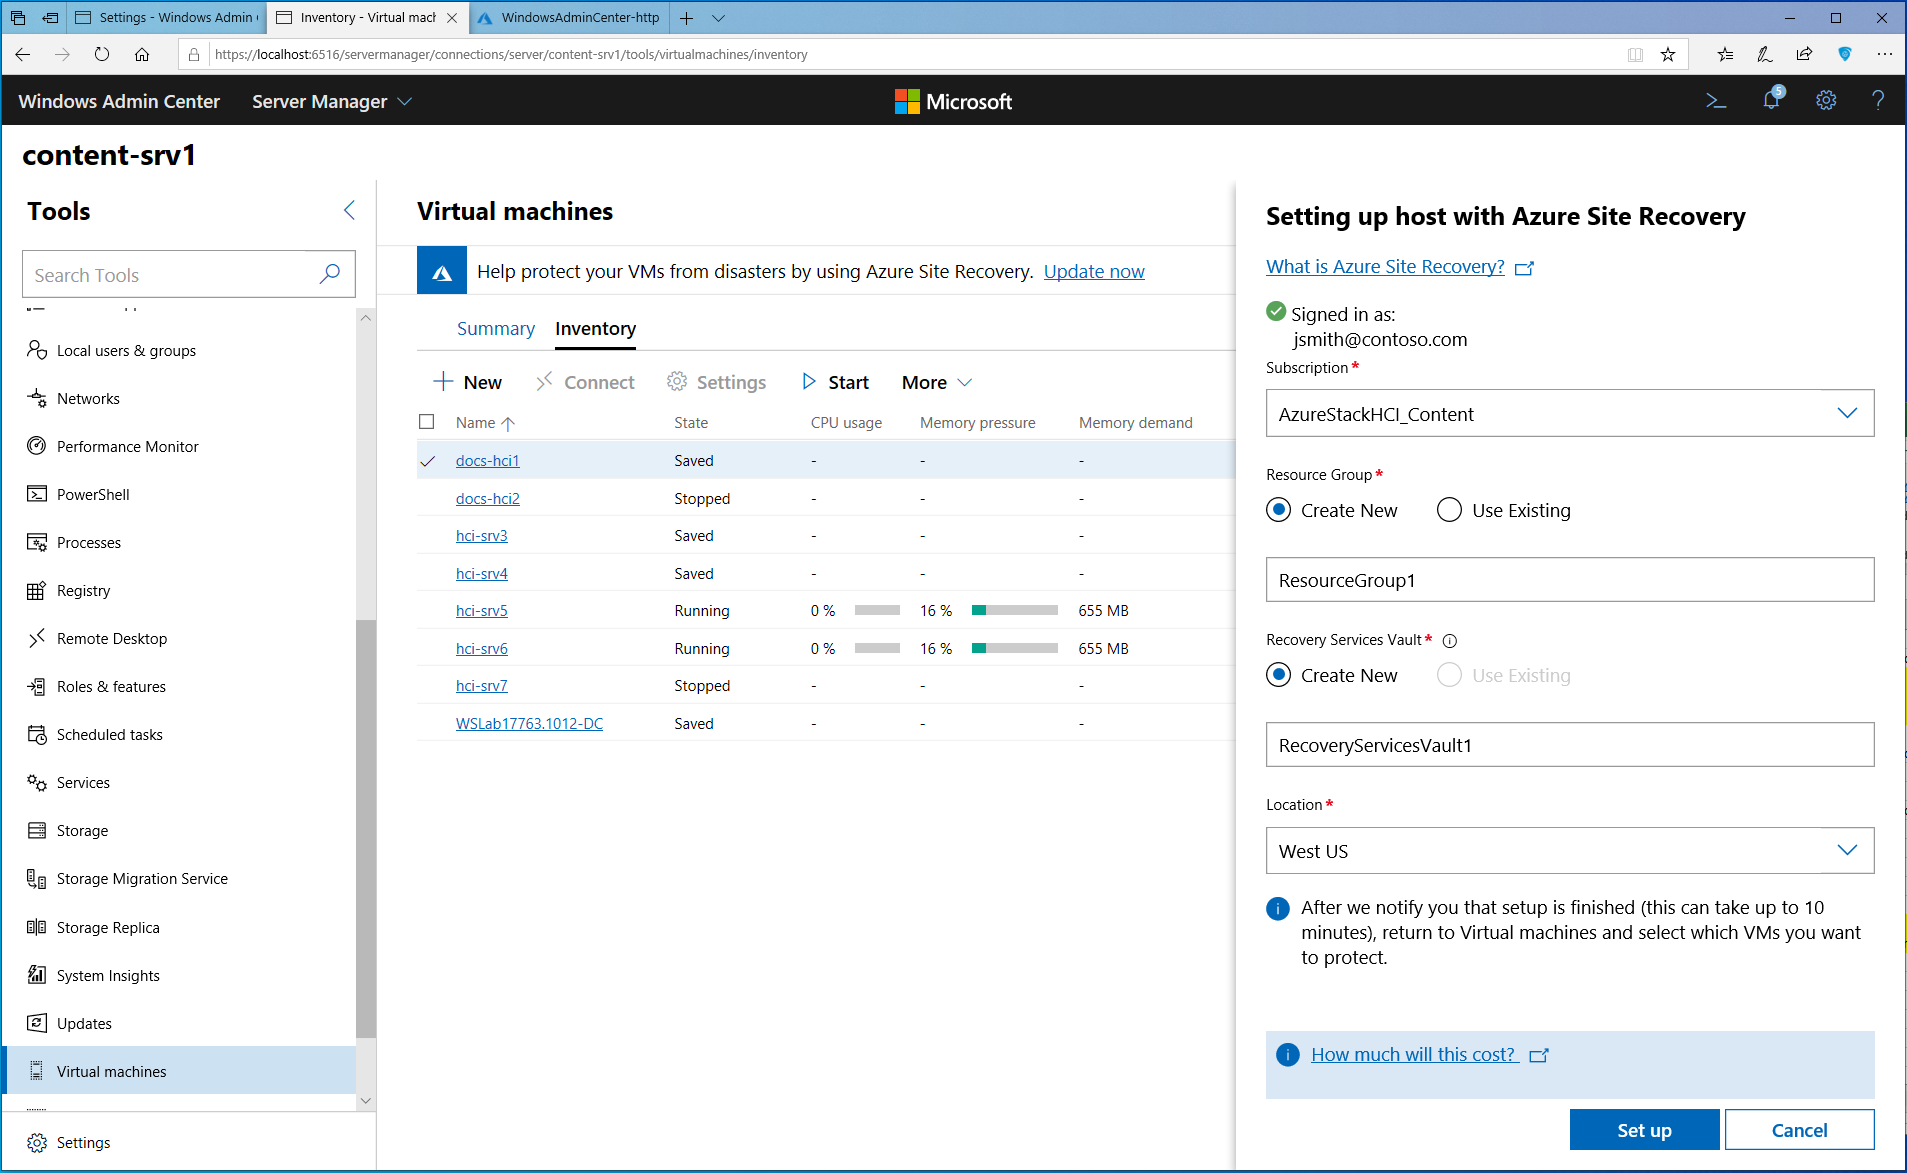 Settings - Windows Admin
Inventory - Virtual mach
WindowsAdminCenter-http
https://localhost:6516/servermanager/connections/server/content-srv1/tools/virtualmachines/inventory
Windows Admin Center
Server Manager
Microsoft
5
content-srv1
Tools
Search Tools
Local users & groups
Networks
Performance Monitor
PowerShell
Processes
Registry
Remote Desktop
Roles & features
Scheduled tasks
Services
Storage
Storage Migration Service
Storage Replica
System Insights
Updates
Virtual machines
Settings
Virtual machines
Help protect your VMs from disasters by using Azure Site Recovery. Update now
Summary Inventory
New Connect Settings Start More
Name State CPU usage Memory pressure Memory demand
docs-hci1 Saved - - -
docs-hci2 Stopped - - -
hci-srv3 Saved - - -
hci-srv4 Saved - - -
hci-srv5 Running 0 % 16 % 655 MB
hci-srv6 Running 0 % 16 % 655 MB
hci-srv7 Stopped - - -
WSLab17763.1012-DC Saved - - -
Setting up host with Azure Site Recovery
What is Azure Site Recovery?
Signed in as:
jsmith@contoso.com
Subscription *
AzureStackHCI_Content
Resource Group *
Create New Use Existing
ResourceGroup1
Recovery Services Vault *
Create New Use Existing
RecoveryServicesVault1
Location *
West US
After we notify you that setup is finished (this can take up to 10
minutes), return to Virtual machines and select which VMs you want
to protect.
How much will this cost?
Set up Cancel